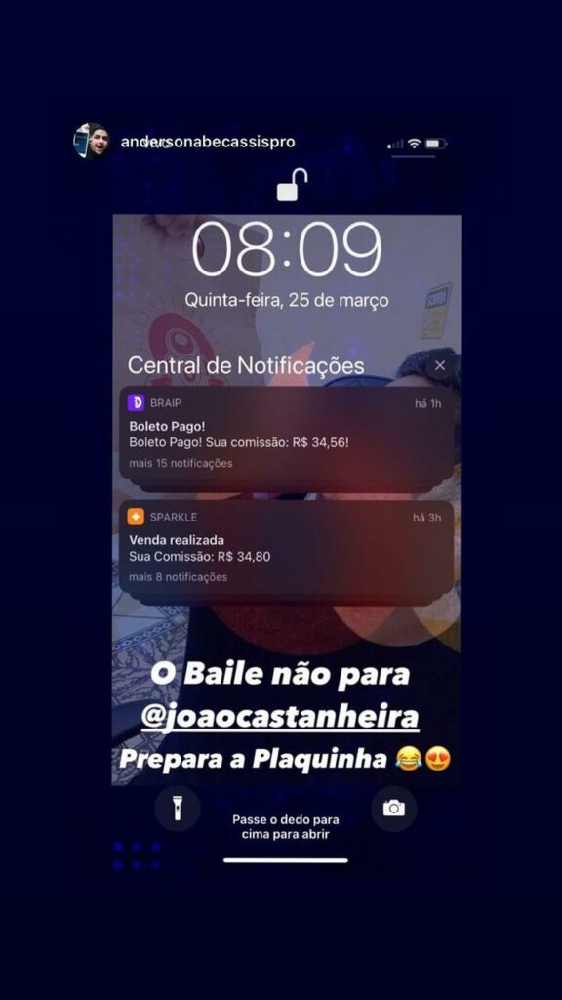 andersonabecassispro
08:09
Quinta-feira, 25 de março
Central de Notificações
BRAIP
há 1h
Boleto Pago!
Boleto Pago! Sua comissão: R$ 34,56!
mais 15 notificações
SPARKLE
há 3h
Venda realizada
Sua Comissão: R$ 34,80
mais 8 notificações
O Baile não para
@joaocastanheira
Prepara a Plaquinha 😂😍
Passe o dedo para
cima para abrir